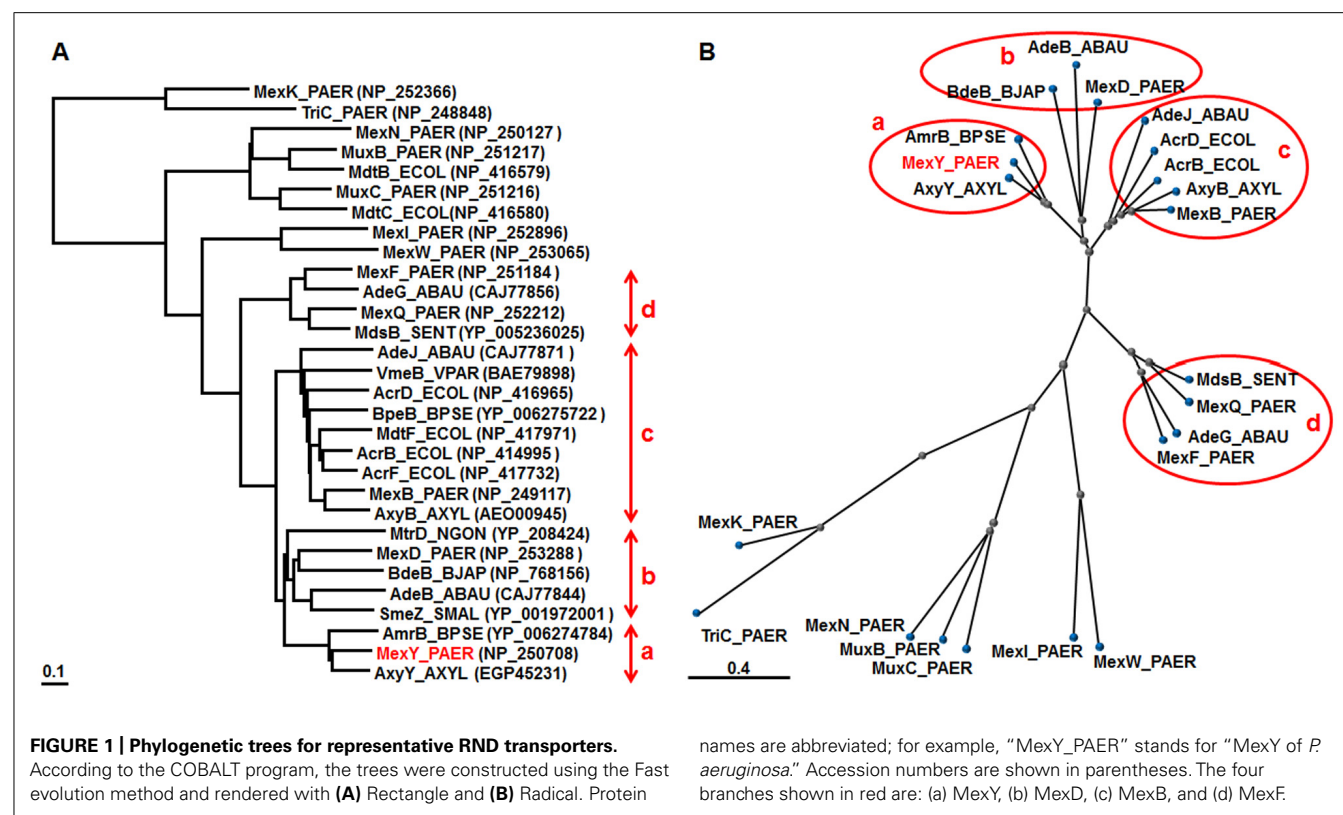 A
MexK_PAER (NP_252366)
TriC_PAER (NP_248848)
MexN_PAER (NP_250127)
MuxB_PAER (NP_251217)
MdtB_ECOL (NP_416579)
MuxC_PAER (NP_251216)
MdtC_ECOL(NP_416580)
MexI_PAER (NP_252896)
MexW_PAER (NP_253065)
MexF_PAER (NP_251184)
AdeG_ABAU (CAJ77856)
MexQ_PAER (NP_252212)
MdsB_SENT (YP_005236025)
d
AdeJ_ABAU (CAJ77871)
VmeB_VPAR (BAE79898)
AcrD_ECOL (NP_416965)
BpeB_BPSE (YP_006275722)
MdtF_ECOL (NP_417971)
AcrB_ECOL (NP_414995)
AcrF_ECOL (NP_417732)
MexB_PAER (NP_249117)
AxyB_AXYL (AEO00945)
c
MtrD_NGON (YP_208424)
MexD_PAER (NP_253288)
BdeB_BJAP (NP_768156)
AdeB_ABAU (CAJ77844)
SmeZ_SMAL (YP_001972001)
b
AmrB_BPSE (YP_006274784)
MexY_PAER (NP_250708)
AxyY_AXYL (EGP45231)
a
0.1
B
AdeB_ABAU
b
BdeB_BJAP
MexD_PAER
a
AmrB_BPSE
MexY_PAER
AxyY_AXYL
AdeJ_ABAU
AcrD_ECOL
c
AcrB_ECOL
AxyB_AXYL
MexB_PAER
MdsB_SENT
MexQ_PAER
AdeG_ABAU
d
MexF_PAER
MexK_PAER
TriC_PAER
MexN_PAER
MuxB_PAER
MuxC_PAER
MexI_PAER
MexW_PAER
0.4
FIGURE 1 | Phylogenetic trees for representative RND transporters.
According to the COBALT program, the trees were constructed using the Fast
evolution method and rendered with (A) Rectangle and (B) Radical. Protein
names are abbreviated; for example, “MexY_PAER” stands for “MexY of P.
aeruginosa.” Accession numbers are shown in parentheses. The four
branches shown in red are: (a) MexY, (b) MexD, (c) MexB, and (d) MexF.